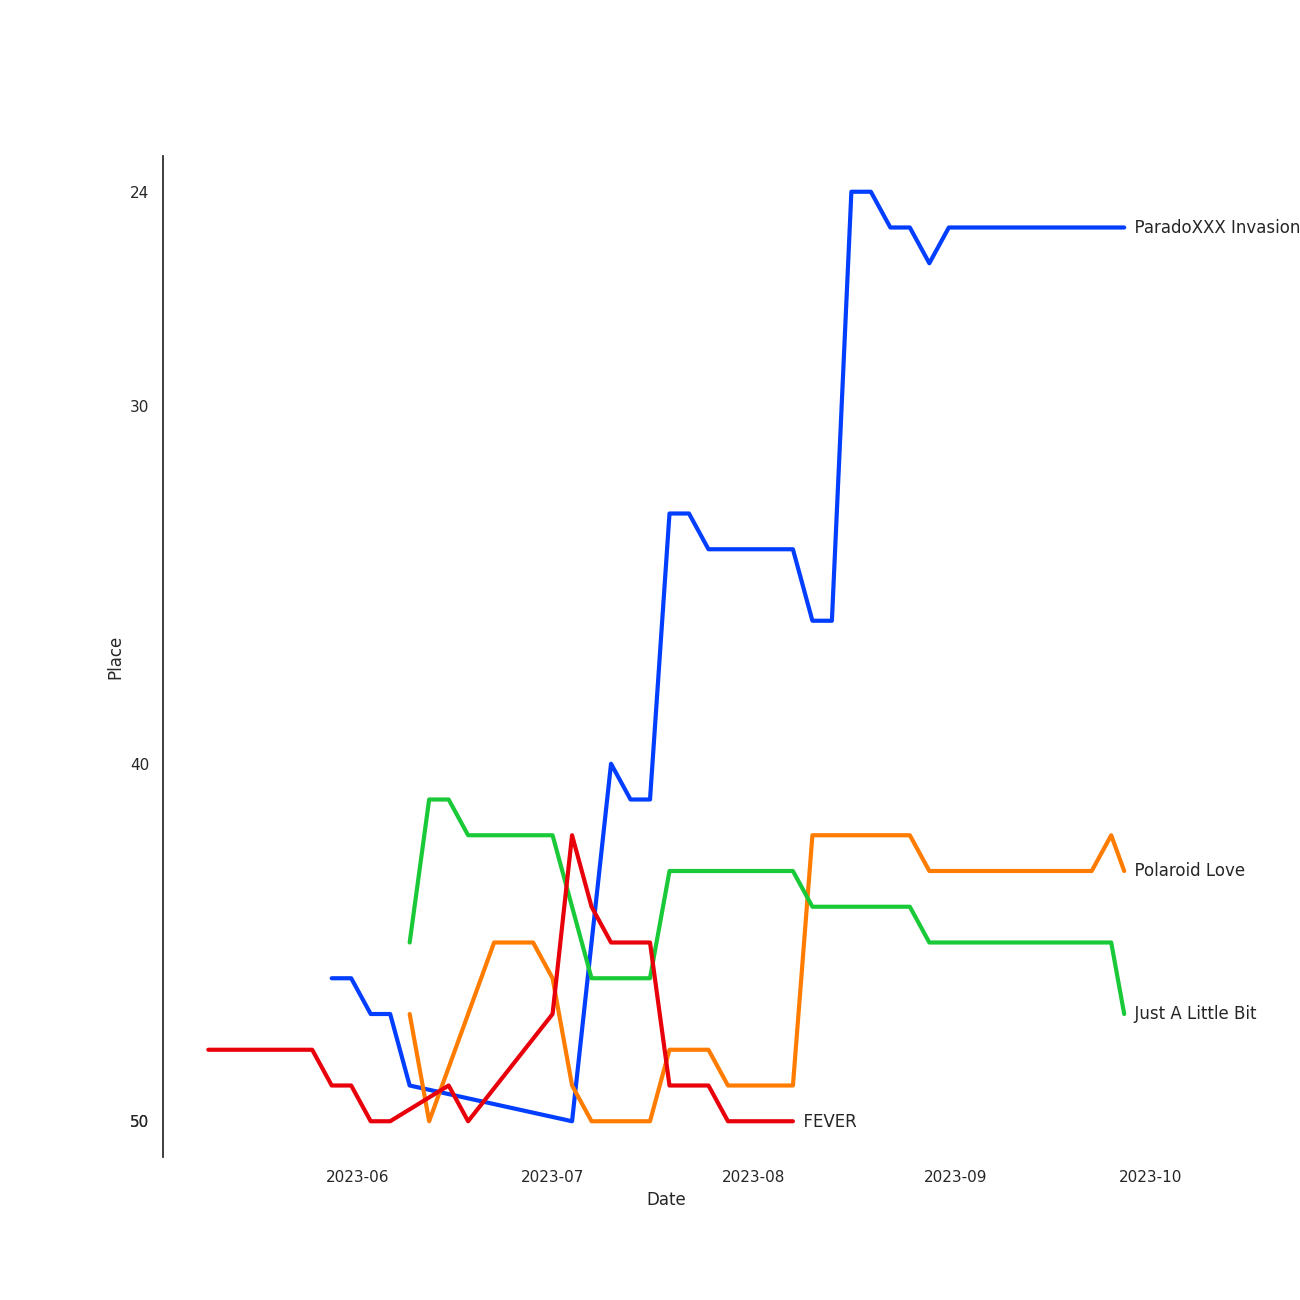 24
ParadoXXX Invasion
30
Place
40
Polaroid Love
Just A Little Bit
50
FEVER
2023-06
2023-07
2023-08
2023-09
2023-10
Date